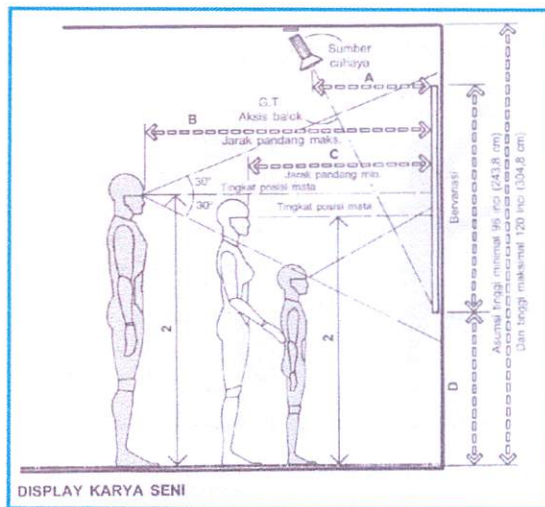 Sumber
cahaya
A
G.T
Aksis balok
B
Jarak pandang maks.
C
Jarak pandang min.
30°
Tingkat posisi mata
30°
Tingkat posisi mata
2
2
D
Bervariasi
Asumsi tinggi minimal 96 inci (243,8 cm)
Dan tinggi maksimal 120 inci (304,8 cm)
DISPLAY KARYA SENI